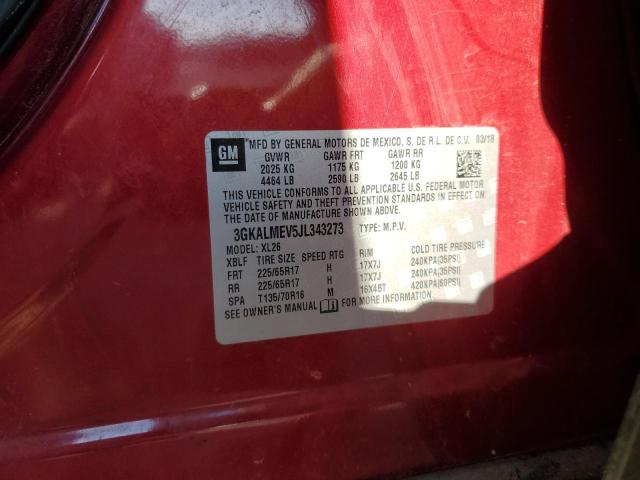 GM
MFD BY GENERAL MOTORS DE MEXICO, S. DE R.L. DE C.V. 03/18
GVWR GAWR FRT GAWR RR
2025 KG 1175 KG 1200 KG
4464 LB 2590 LB 2645 LB
THIS VEHICLE CONFORMS TO ALL APPLICABLE U.S. FEDERAL MOTOR
VEHICLE SAFETY AND THEFT PREVENTION STANDARDS IN EFFECT ON
THE DATE OF MANUFACTURE SHOWN ABOVE.
3GKALMEV5JL343273 TYPE: M.P.V.
MODEL: XL26
XBLF TIRE SIZE SPEED RTG RIM COLD TIRE PRESSURE
FRT 225/65R17 H 17X7J 240KPA(35PSI)
RR 225/65R17 H 17X7J 240KPA(35PSI)
SPA T135/70R16 M 16X4BT 420KPA(60PSI)
SEE OWNER'S MANUAL FOR MORE INFORMATION.